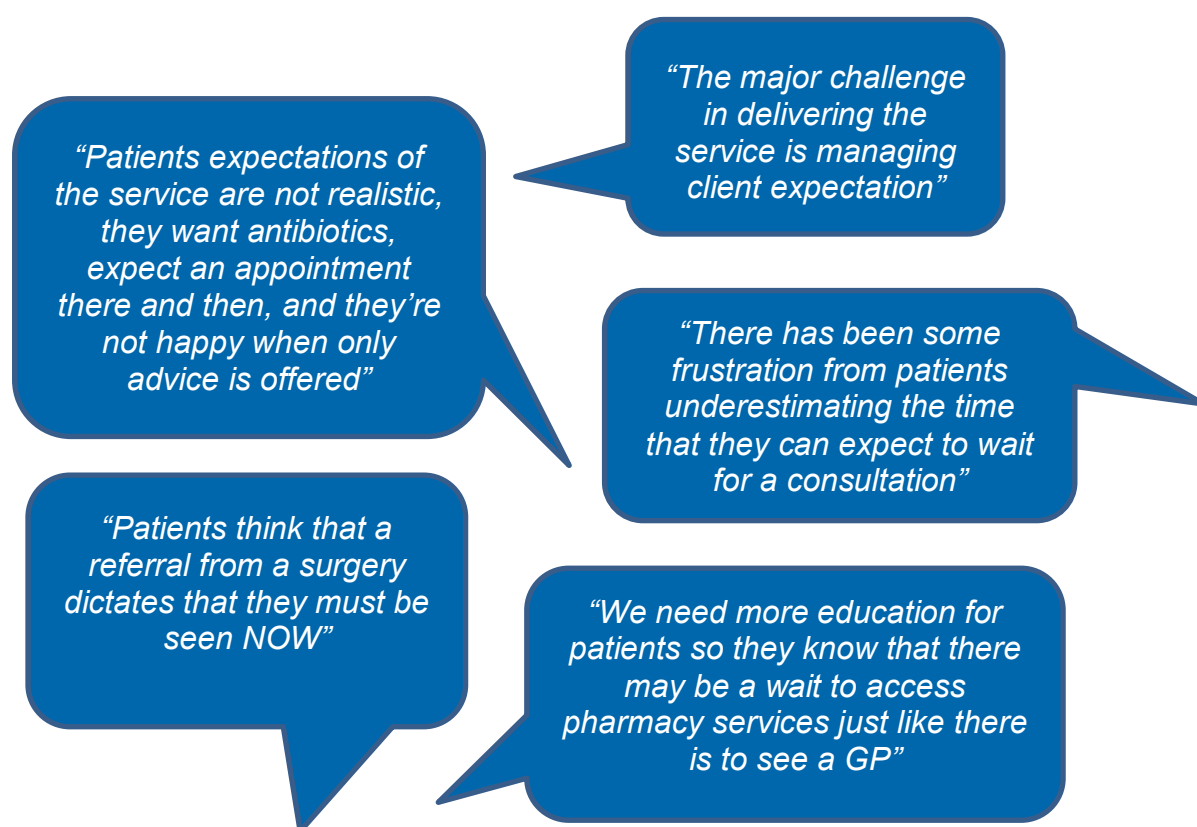 “The major challenge
in delivering the
service is managing
client expectation”
“Patients expectations of
the service are not realistic,
they want antibiotics,
expect an appointment
there and then, and they’re
not happy when only
advice is offered”
“There has been some
frustration from patients
underestimating the time
that they can expect to wait
for a consultation”
“Patients think that a
referral from a surgery
dictates that they must be
seen NOW”
“We need more education for
patients so they know that there
may be a wait to access
pharmacy services just like there
is to see a GP”